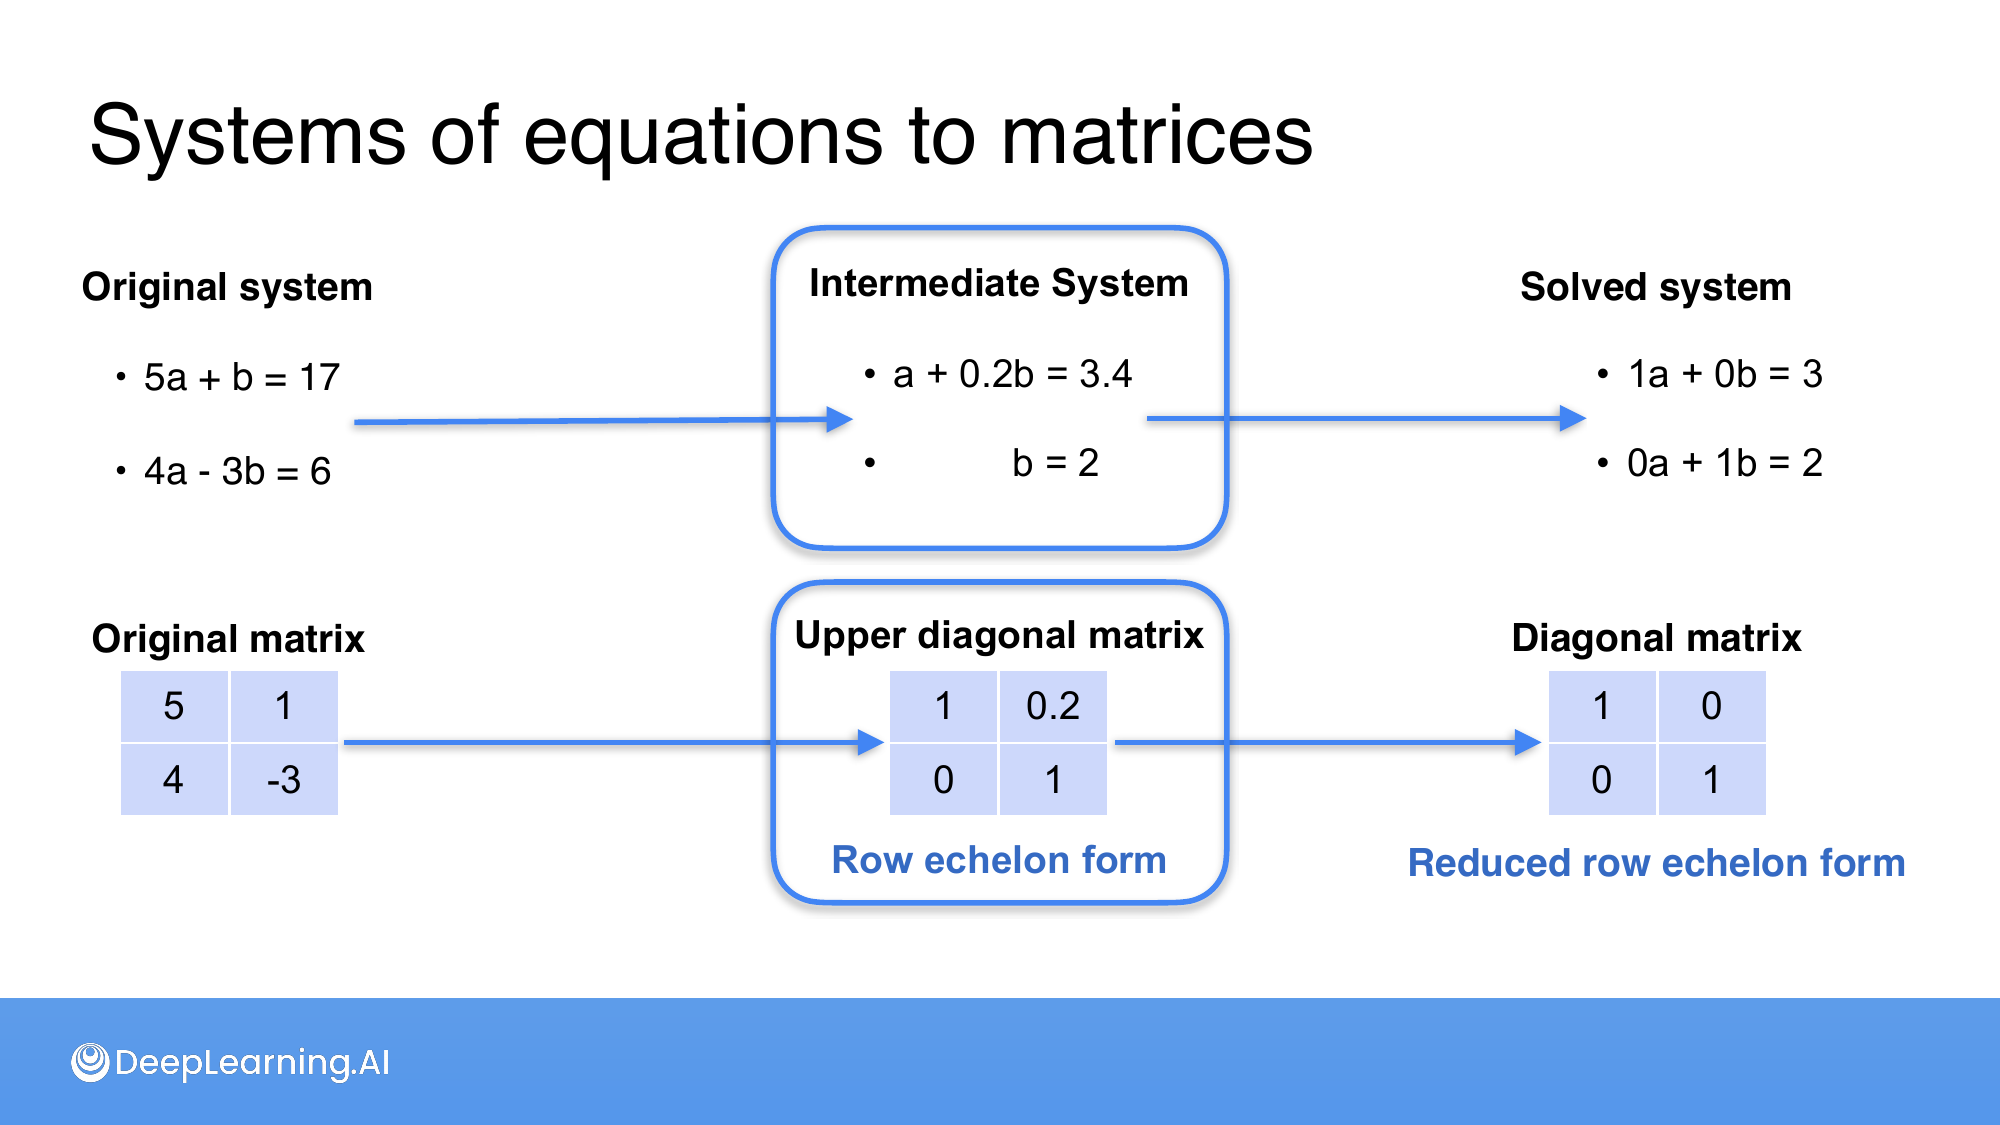 Systems of equations to matrices
Original system
• 5a + b = 17
• 4a - 3b = 6
Intermediate System
• a + 0.2b = 3.4
• b = 2
Solved system
• 1a + 0b = 3
• 0a + 1b = 2
Original matrix
5 1
4 -3
Upper diagonal matrix
1 0.2
0 1
Row echelon form
Diagonal matrix
1 0
0 1
Reduced row echelon form
DeepLearning.AI